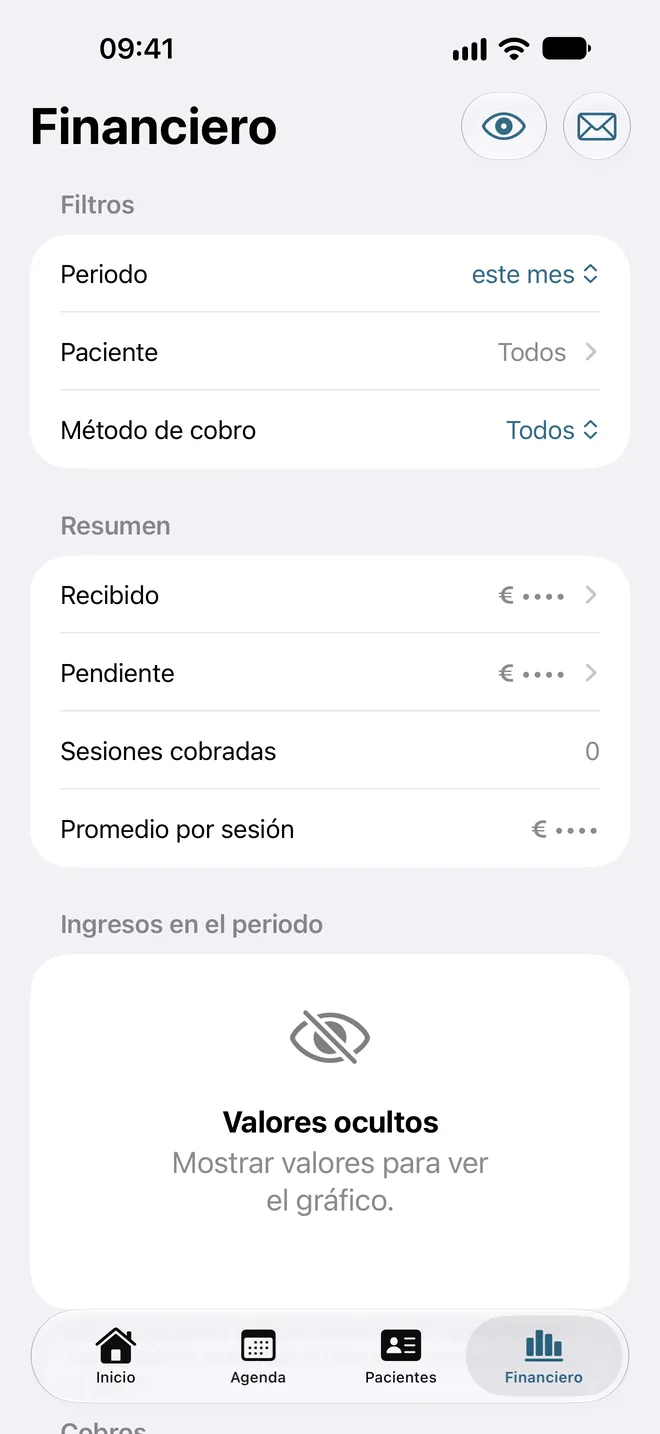 09:41
Financiero
Filtros
Periodo este mes
Paciente Todos
Método de cobro Todos
Resumen
Recibido € ••••
Pendiente € ••••
Sesiones cobradas 0
Promedio por sesión € ••••
Ingresos en el periodo
Valores ocultos
Mostrar valores para ver
el gráfico.
Inicio Agenda Pacientes Financiero
Cobros